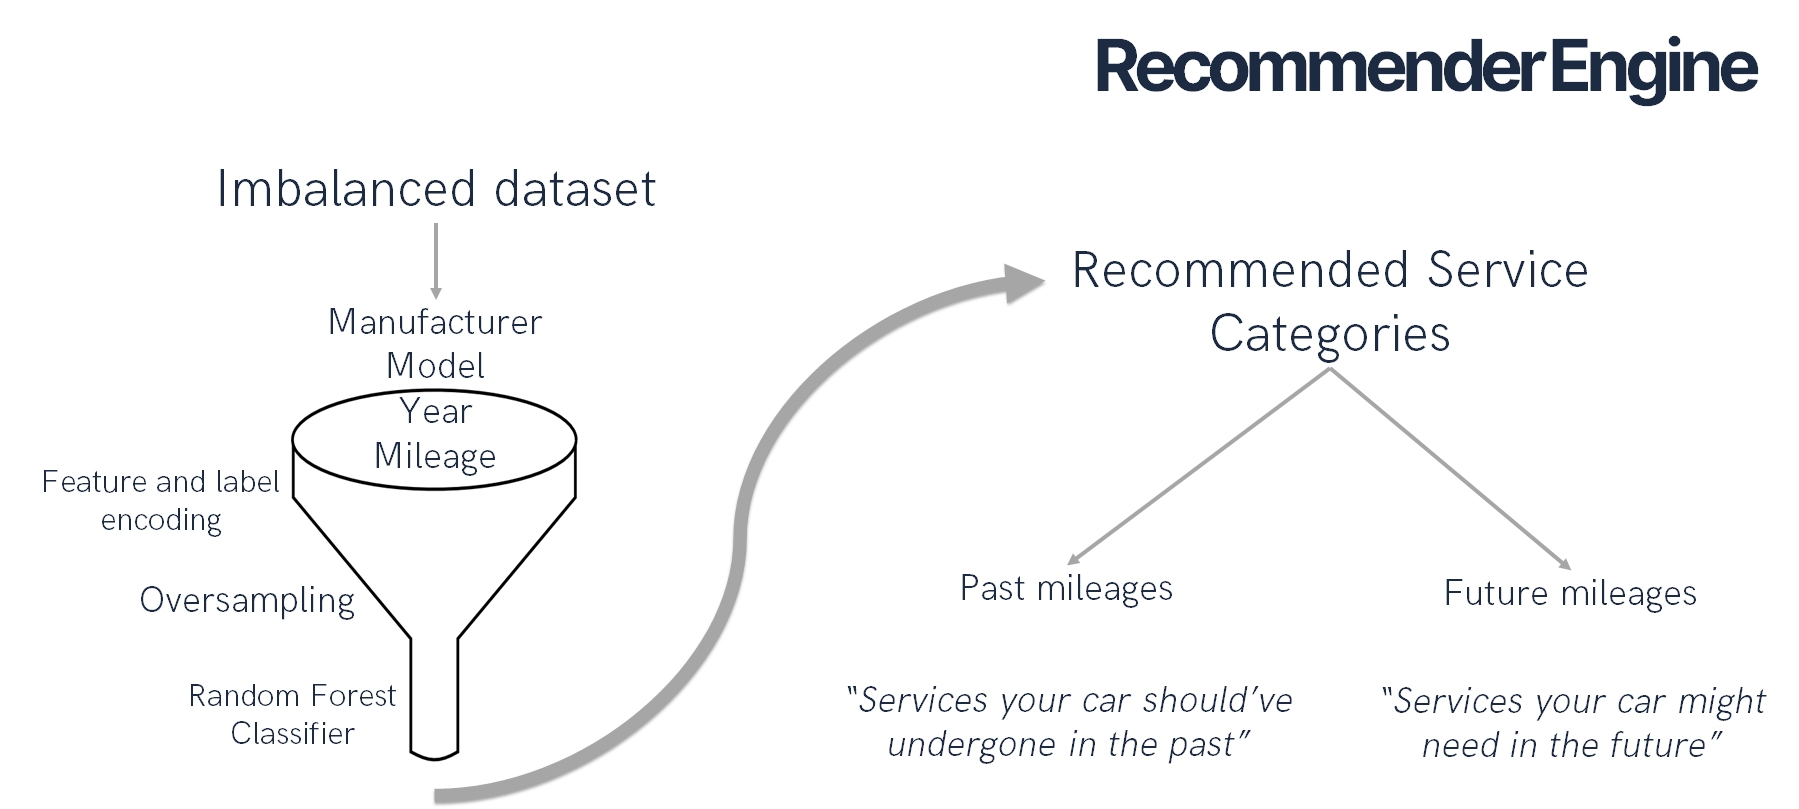 Recommender Engine
Imbalanced dataset
Manufacturer
Model
Year
Mileage
Feature and label
encoding
Oversampling
Random Forest
Classifier
Recommended Service
Categories
Past mileages
“Services your car should’ve
undergone in the past”
Future mileages
“Services your car might
need in the future”